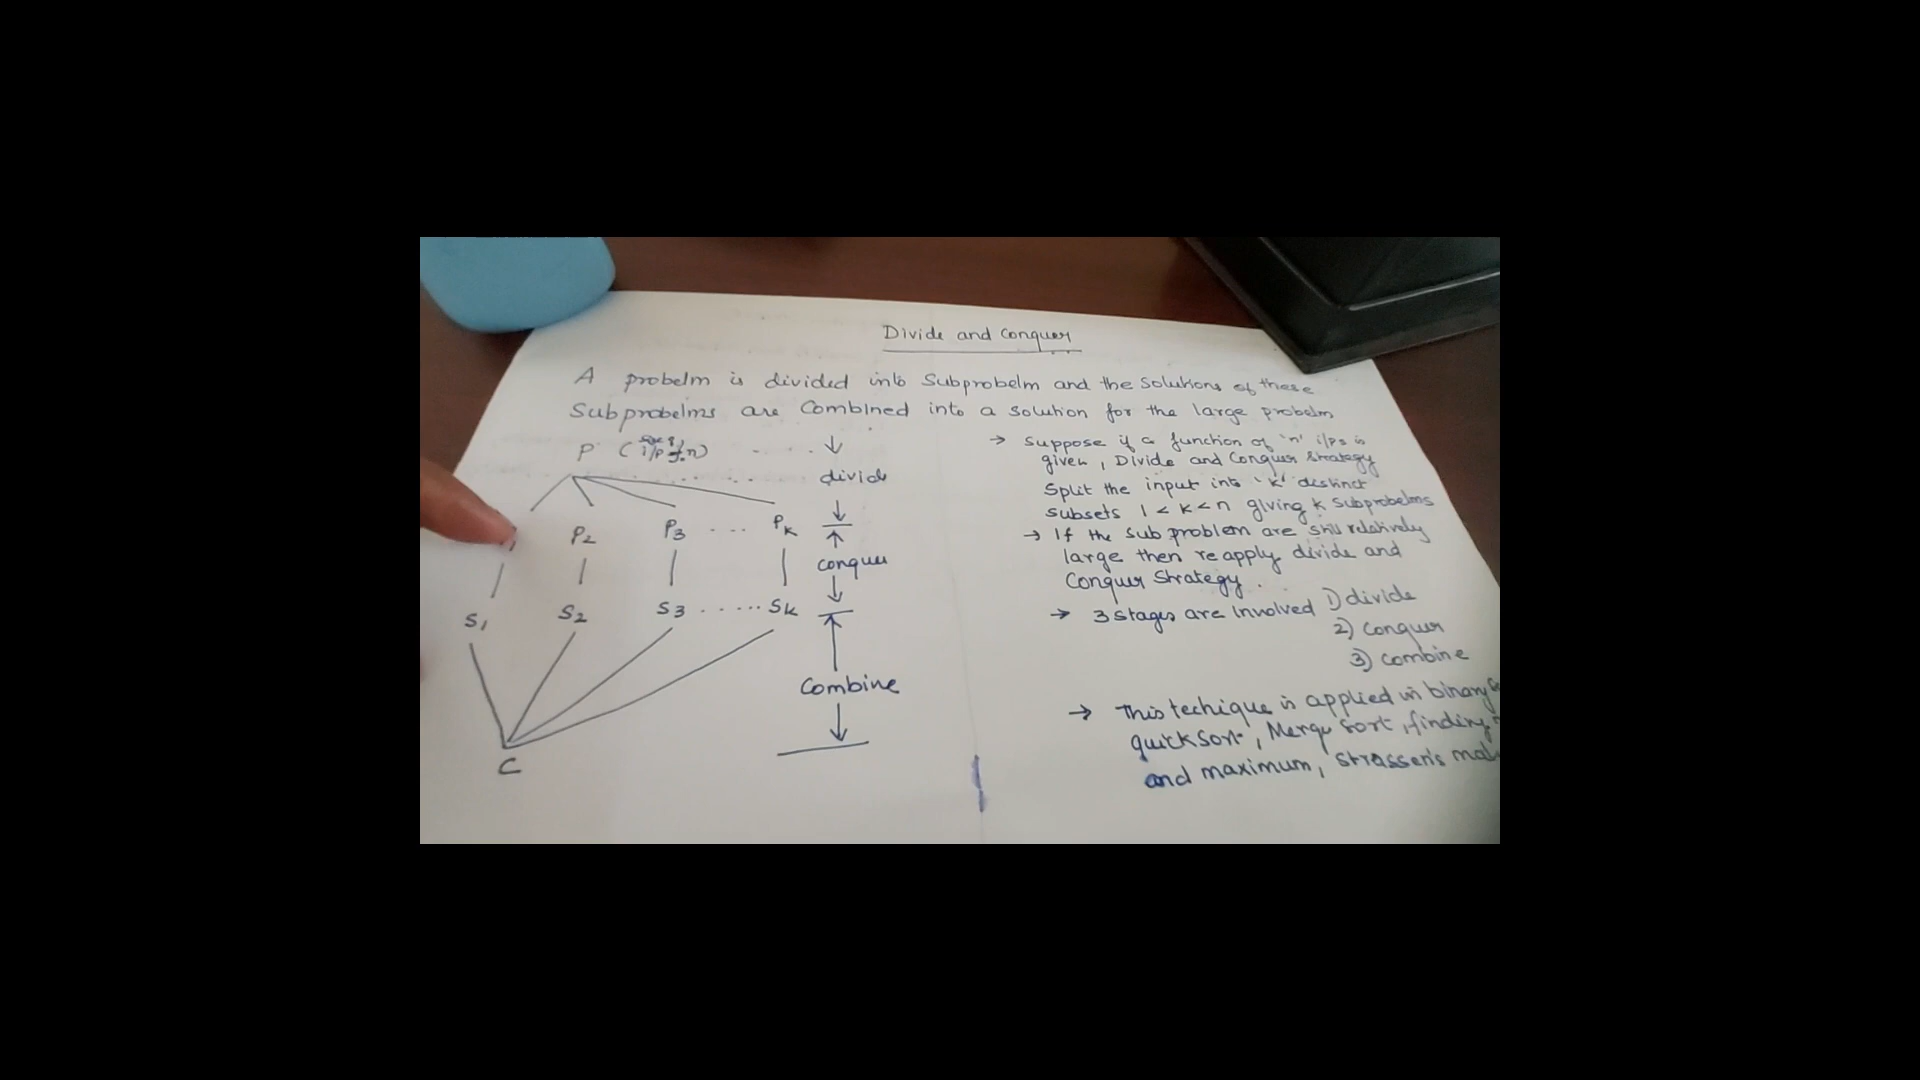 Divide and Conquer
A probelm is divided into Subprobelm and the Solutions of these
Subprobelms are Combined into a solution for the large probelm
P (size of i/p f.n) . . . . ↓
divide
P2 P3 ... Pk
conquer
S1 S2 S3 ..... Sk
Combine
C
→ Suppose if a function of 'n' i/ps is
given, Divide and Conquer Strategy
Split the input into 'k' destinct
subsets 1 < k < n giving k subprobelms
→ If the sub problem are still relatively
large then re apply divide and
Conquer Strategy.
→ 3 stages are involved 1) divide
2) conquer
3) combine
→ This techique is applied in binary
quicksort, Merge Sort, finding
and maximum, Strassen's